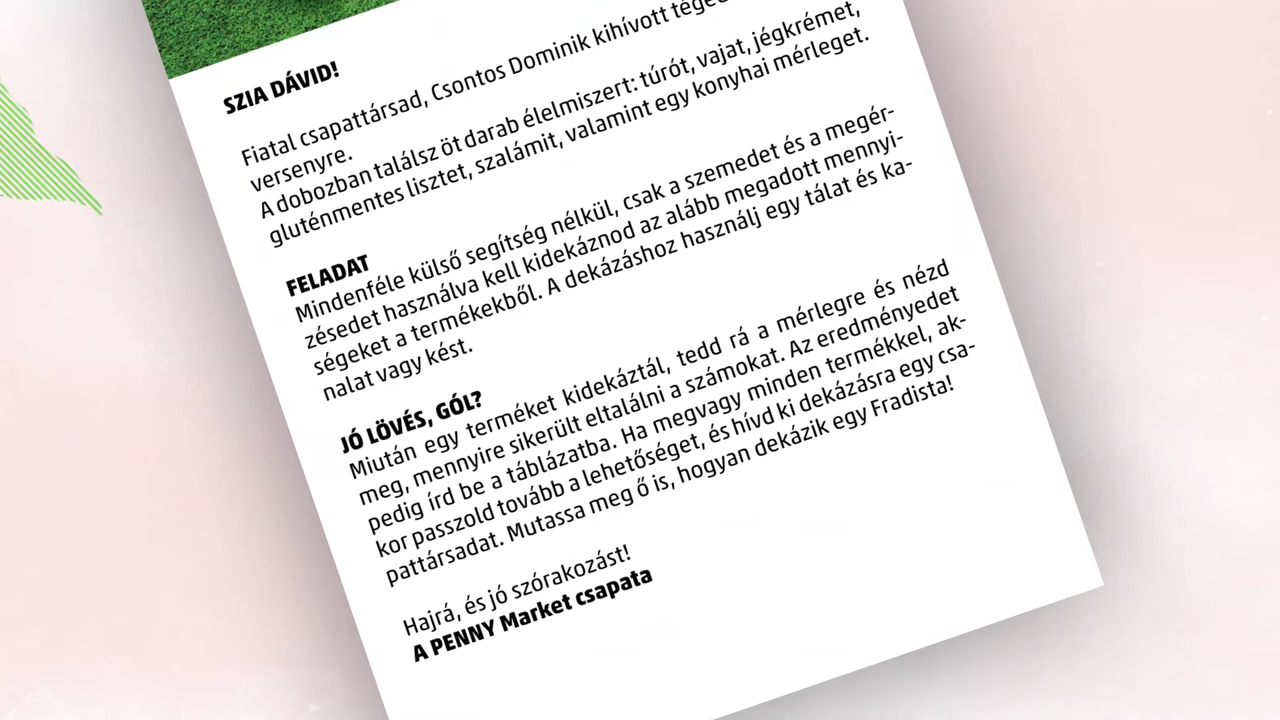 SZIA DÁVID!
Fiatal csapattársad, Csontos Dominik kihívott téged
versenyre.
A dobozban találsz öt darab élelmiszert: túrót, vajat, jégkrémet,
gluténmentes lisztet, szalámit, valamint egy konyhai mérleget.
FELADAT
Mindenféle külső segítség nélkül, csak a szemedet és a megér-
zésedet használva kell kidekáznod az alább megadott mennyi-
ségeket a termékekből. A dekázáshoz használj egy tálat és ka-
nalat vagy kést.
JÓ LÖVÉS, GÓL?
Miután egy terméket kidekáztál, tedd rá a mérlegre és nézd
meg, mennyire sikerült eltalálni a számokat. Az eredményedet
pedig írd be a táblázatba. Ha megvagy minden termékkel, ak-
kor passzold tovább a lehetőséget, és hívd ki dekázásra egy csa-
pattársadat. Mutassa meg ő is, hogyan dekázik egy Fradista!
Hajrá, és jó szórakozást!
A PENNY Market csapata